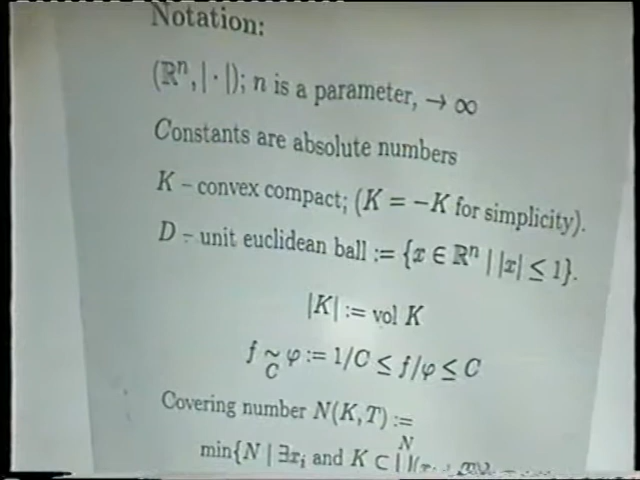 Notation:
(ℝⁿ, | · |); n is a parameter, → ∞
Constants are absolute numbers
K – convex compact; (K = −K for simplicity).
D – unit euclidean ball := {x ∈ ℝⁿ | |x| ≤ 1}.
|K| := vol K
f ~_C φ := 1/C ≤ f/φ ≤ C
Covering number N(K, T) :=
min{N | ∃x_i and K ⊂ ⋃^N